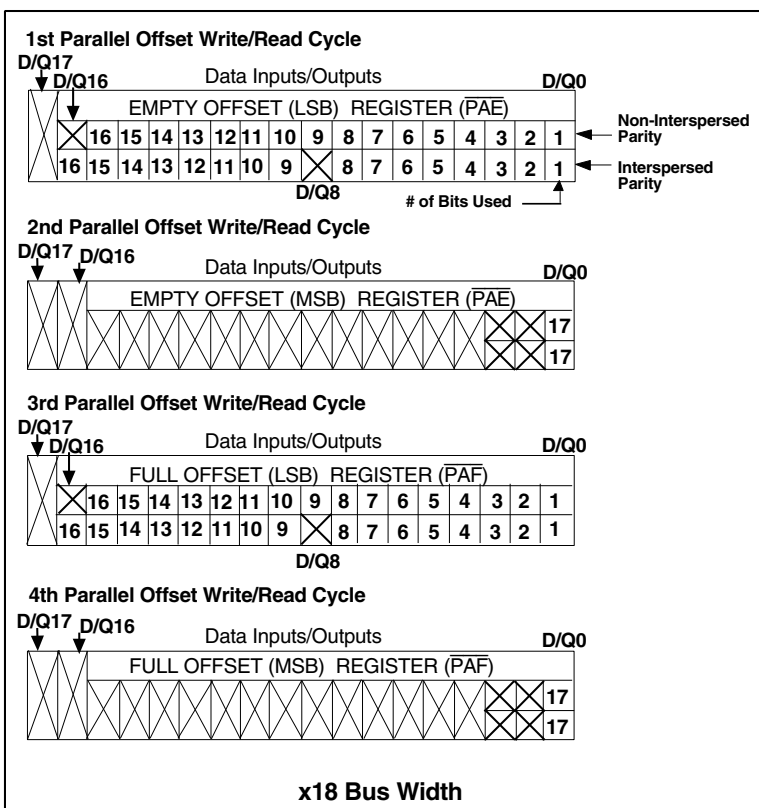 1st Parallel Offset Write/Read Cycle
D/Q17
D/Q16
Data Inputs/Outputs
D/Q0
EMPTY OFFSET (LSB) REGISTER (PAE)
16 15 14 13 12 11 10 9 8 7 6 5 4 3 2 1
Non-Interspersed
Parity
16 15 14 13 12 11 10 9 8 7 6 5 4 3 2 1
Interspersed
Parity
D/Q8
# of Bits Used
2nd Parallel Offset Write/Read Cycle
D/Q17
D/Q16
Data Inputs/Outputs
D/Q0
EMPTY OFFSET (MSB) REGISTER (PAE)
17
17
3rd Parallel Offset Write/Read Cycle
D/Q17
D/Q16
Data Inputs/Outputs
D/Q0
FULL OFFSET (LSB) REGISTER (PAF)
16 15 14 13 12 11 10 9 8 7 6 5 4 3 2 1
16 15 14 13 12 11 10 9 8 7 6 5 4 3 2 1
D/Q8
4th Parallel Offset Write/Read Cycle
D/Q17
D/Q16
Data Inputs/Outputs
D/Q0
FULL OFFSET (MSB) REGISTER (PAF)
17
17
x18 Bus Width